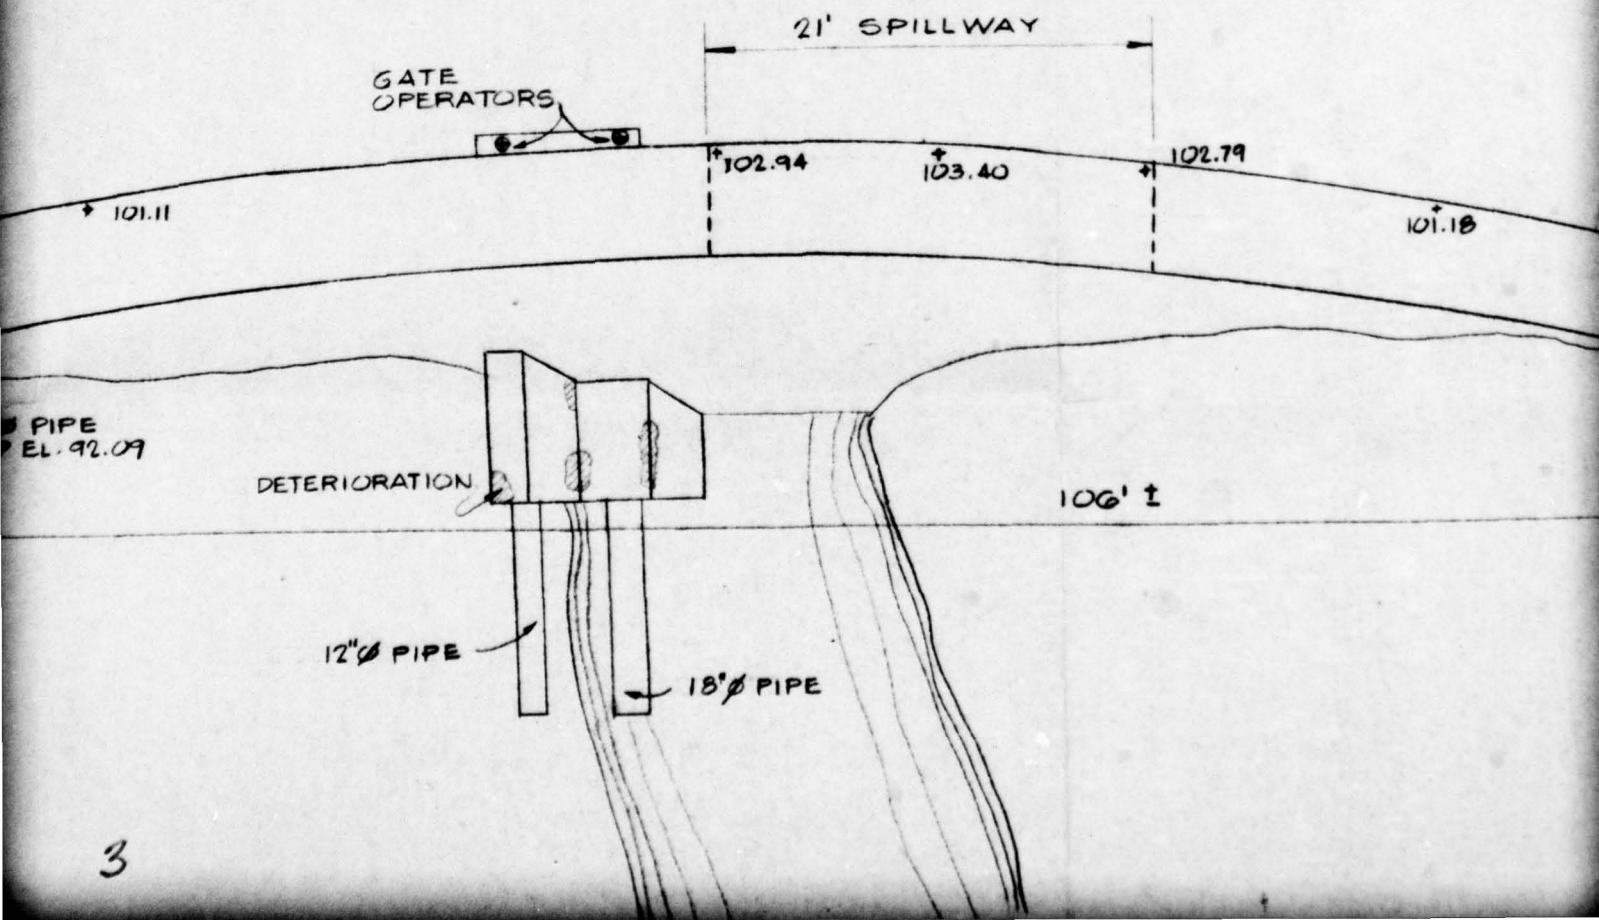 21' SPILLWAY
GATE
OPERATORS
102.94
103.40
102.79
101.11
101.18
PIPE
EL. 92.09
DETERIORATION
106' ±
12"Ø PIPE
18"Ø PIPE
3